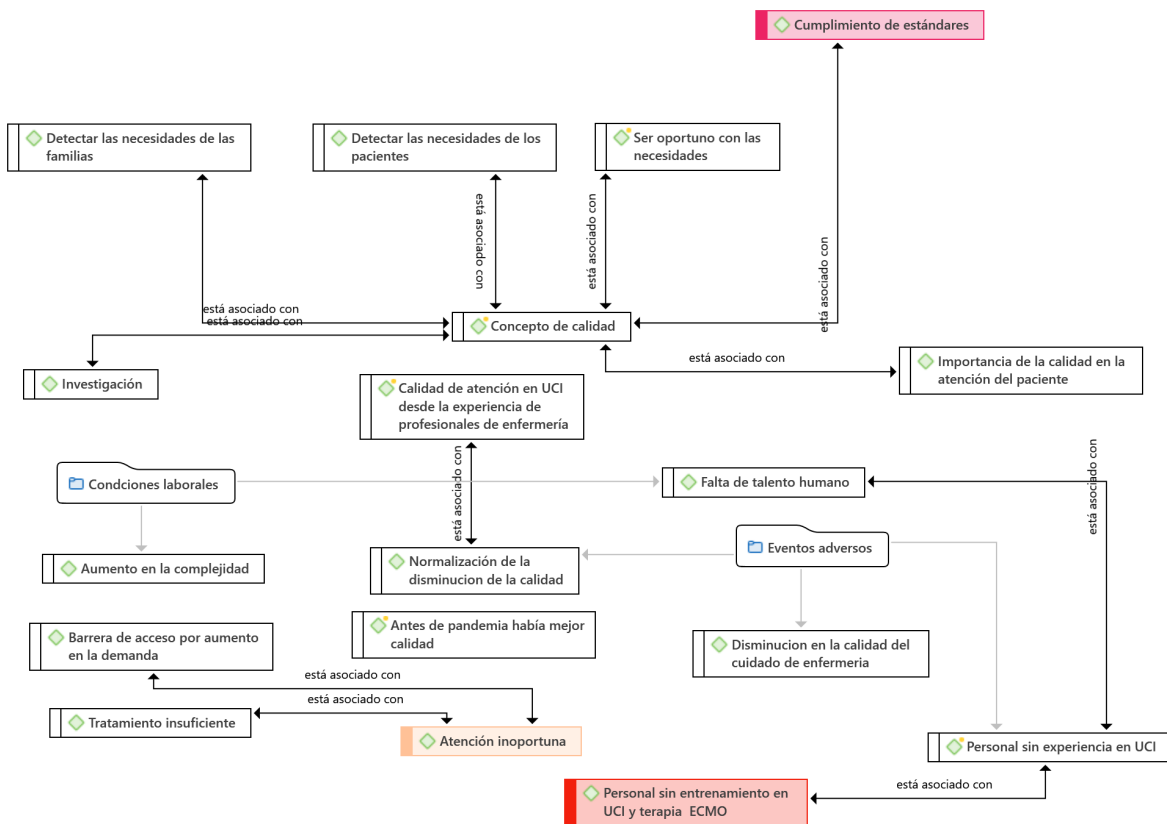 Cumplimiento de estándares
Detectar las necesidades de las
familias
Detectar las necesidades de los
pacientes
Ser oportuno con las
necesidades
está asociado con
está asociado con
está asociado con
está asociado con
está asociado con
Concepto de calidad
está asociado con
Importancia de la calidad en la
atención del paciente
Investigación
Calidad de atención en UCI
desde la experiencia de
profesionales de enfermería
está asociado con
está asociado con
Condciones laborales
Falta de talento humano
Eventos adversos
Aumento en la complejidad
Normalización de la
disminucion de la calidad
Antes de pandemia había mejor
calidad
Barrera de acceso por aumento
en la demanda
Disminucion en la calidad del
cuidado de enfermeria
está asociado con
está asociado con
Tratamiento insuficiente
Atención inoportuna
Personal sin experiencia en UCI
está asociado con
Personal sin entrenamiento en
UCI y terapia ECMO